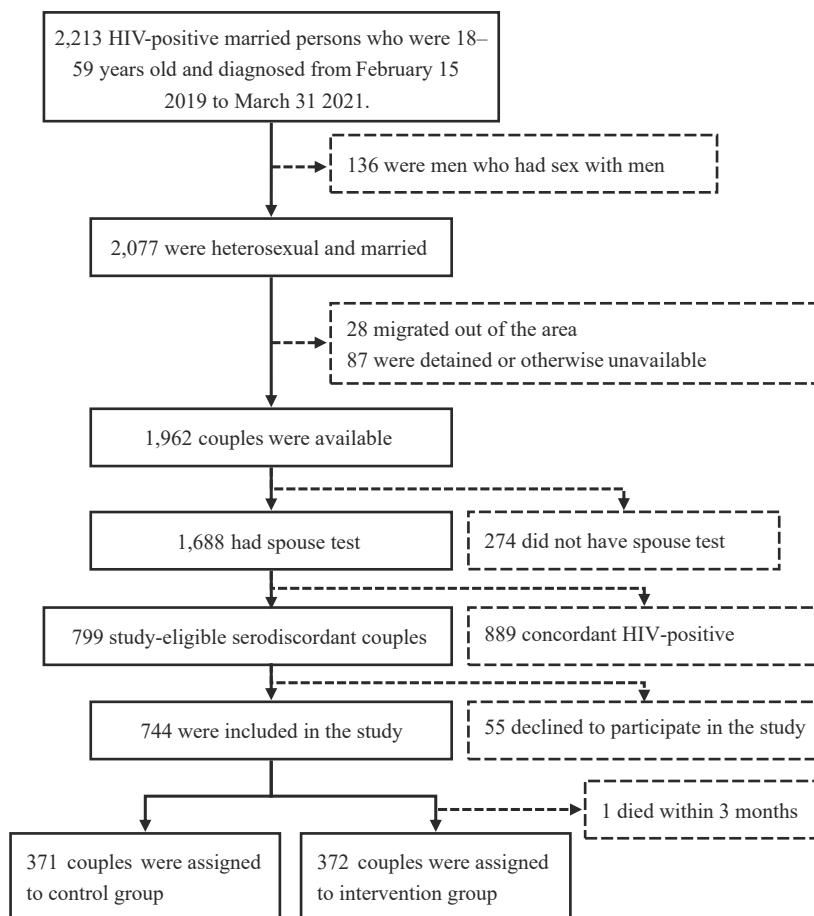 2,213 HIV-positive married persons who were 18–
59 years old and diagnosed from February 15
2019 to March 31 2021.
136 were men who had sex with men
2,077 were heterosexual and married
28 migrated out of the area
87 were detained or otherwise unavailable
1,962 couples were available
1,688 had spouse test
274 did not have spouse test
799 study-eligible serodiscordant couples
889 concordant HIV-positive
744 were included in the study
55 declined to participate in the study
1 died within 3 months
371 couples were assigned
to control group
372 couples were assigned
to intervention group